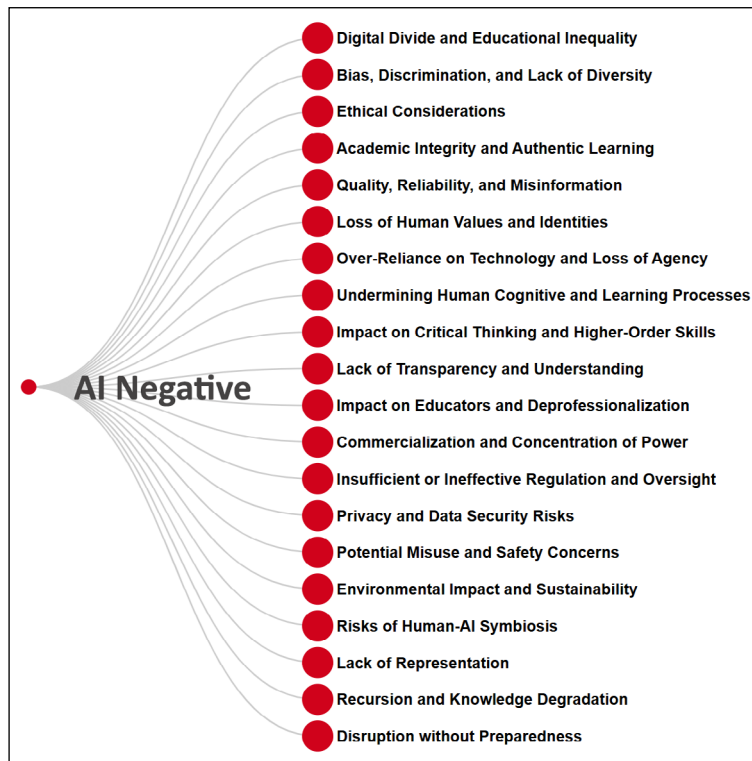 Digital Divide and Educational Inequality
Bias, Discrimination, and Lack of Diversity
Ethical Considerations
Academic Integrity and Authentic Learning
Quality, Reliability, and Misinformation
Loss of Human Values and Identities
Over-Reliance on Technology and Loss of Agency
Undermining Human Cognitive and Learning Processes
Impact on Critical Thinking and Higher-Order Skills
Lack of Transparency and Understanding
AI Negative
Impact on Educators and Deprofessionalization
Commercialization and Concentration of Power
Insufficient or Ineffective Regulation and Oversight
Privacy and Data Security Risks
Potential Misuse and Safety Concerns
Environmental Impact and Sustainability
Risks of Human-AI Symbiosis
Lack of Representation
Recursion and Knowledge Degradation
Disruption without Preparedness